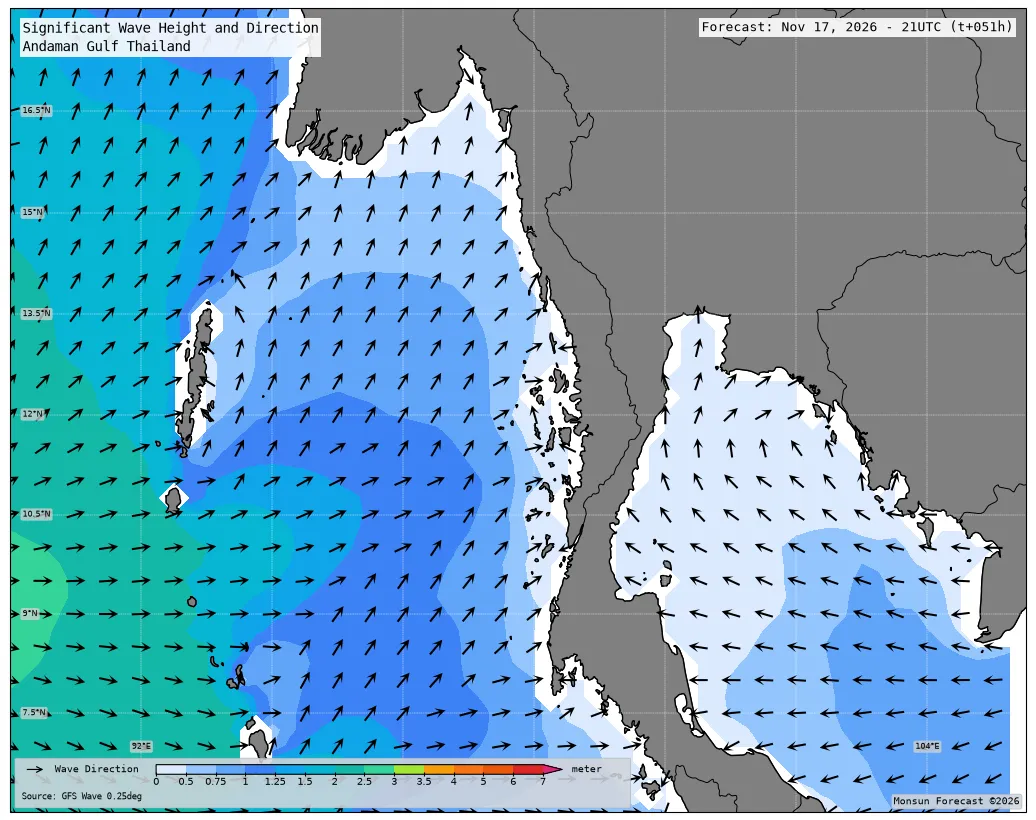 Significant Wave Height and Direction
Andaman Gulf Thailand
Forecast: Nov 17, 2026 - 21UTC (t+051h)
16.5°N
15°N
13.5°N
12°N
10.5°N
9°N
7.5°N
92°E
104°E
Wave Direction
0 0.5 0.75 1 1.25 1.5 2 2.5 3 3.5 4 5 6 7
meter
Source: GFS Wave 0.25deg
Monsun Forecast ©2026